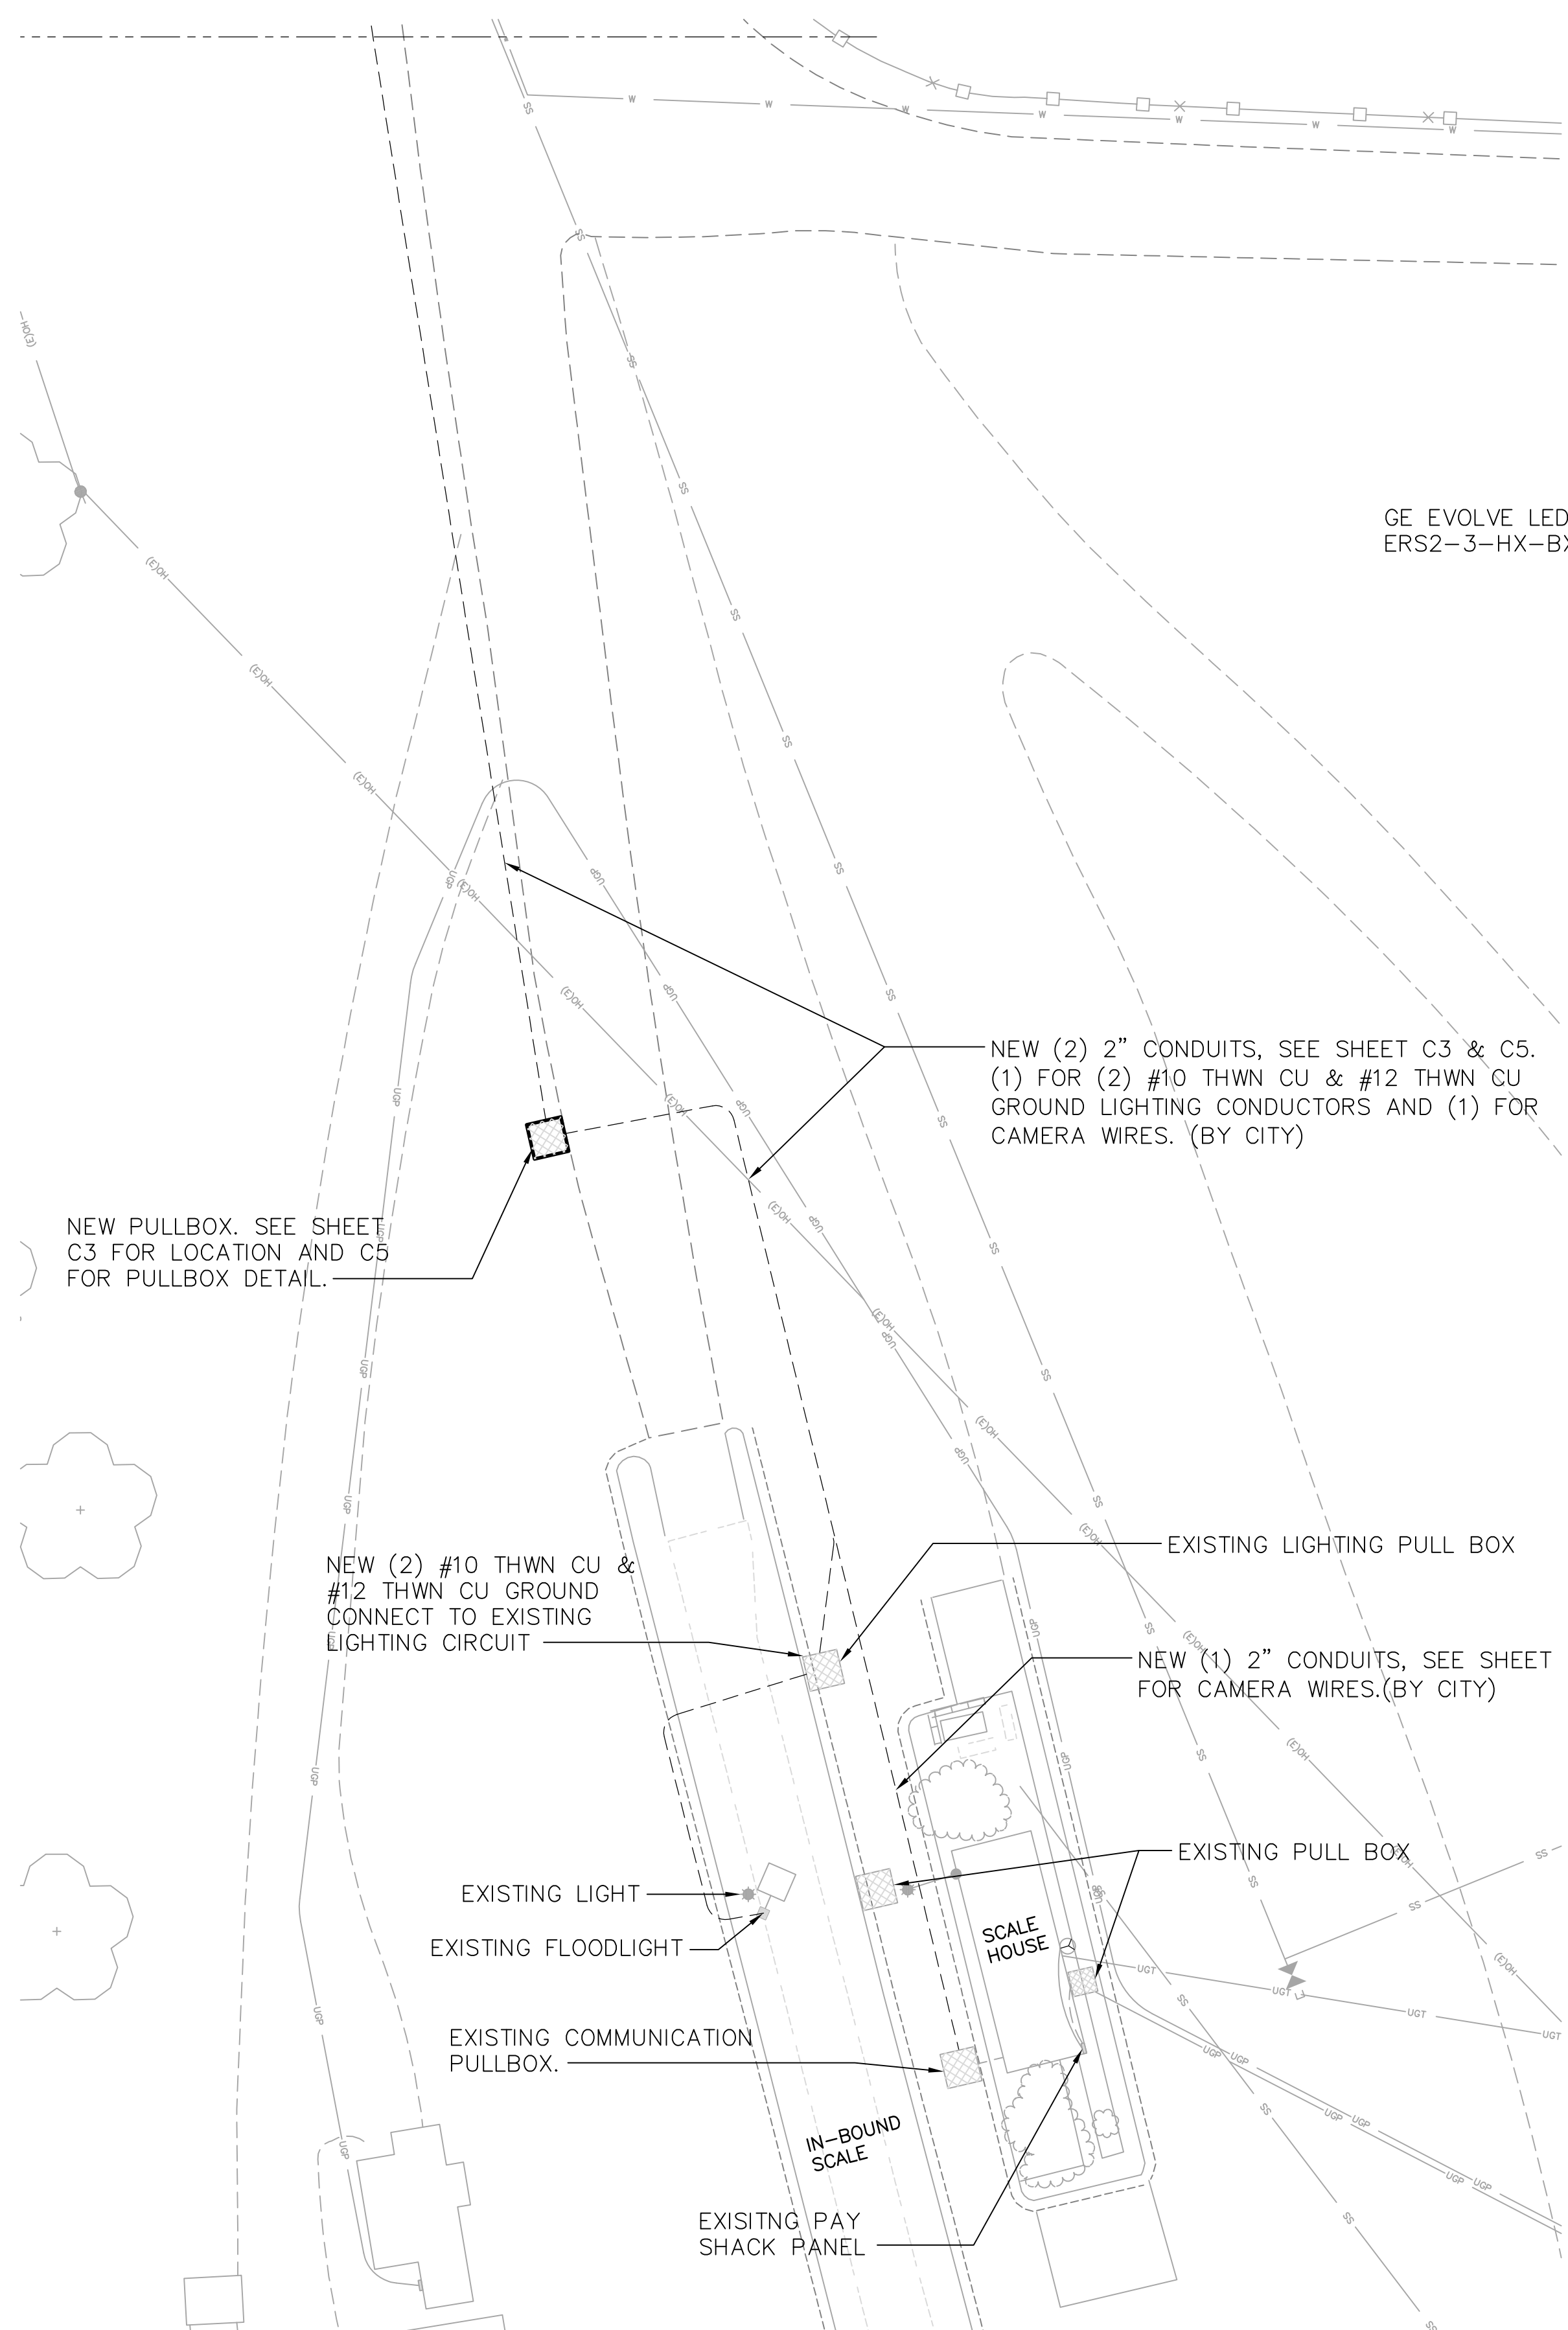 GE EVOLVE LED
ERS2-3-HX-BX
NEW (2) 2" CONDUITS, SEE SHEET C3 & C5.
(1) FOR (2) #10 THWN CU & #12 THWN CU
GROUND LIGHTING CONDUCTORS AND (1) FOR
CAMERA WIRES. (BY CITY)
NEW PULLBOX. SEE SHEET
C3 FOR LOCATION AND C5
FOR PULLBOX DETAIL.
EXISTING LIGHTING PULL BOX
NEW (2) #10 THWN CU &
#12 THWN CU GROUND
CONNECT TO EXISTING
LIGHTING CIRCUIT
NEW (1) 2" CONDUITS, SEE SHEET
FOR CAMERA WIRES.(BY CITY)
EXISTING PULL BOX
EXISTING LIGHT
EXISTING FLOODLIGHT
SCALE
HOUSE
EXISTING COMMUNICATION
PULLBOX.
IN-BOUND
SCALE
EXISITNG PAY
SHACK PANEL